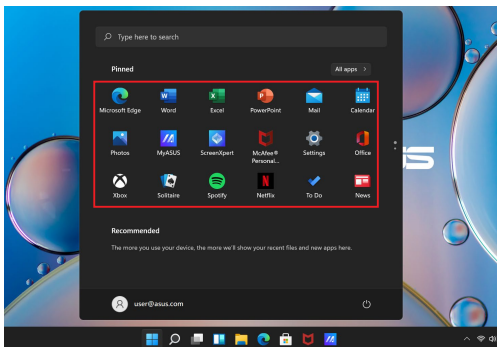 Type here to search
Pinned
All apps >
Microsoft Edge
Word
Excel
PowerPoint
Mail
Calendar
Photos
MyASUS
ScreenXpert
McAfee®
Personal...
Settings
Office
Xbox
Solitaire
Spotify
Netflix
To Do
News
Recommended
The more you use your device, the more we'll show your recent files and new apps here.
user@asus.com